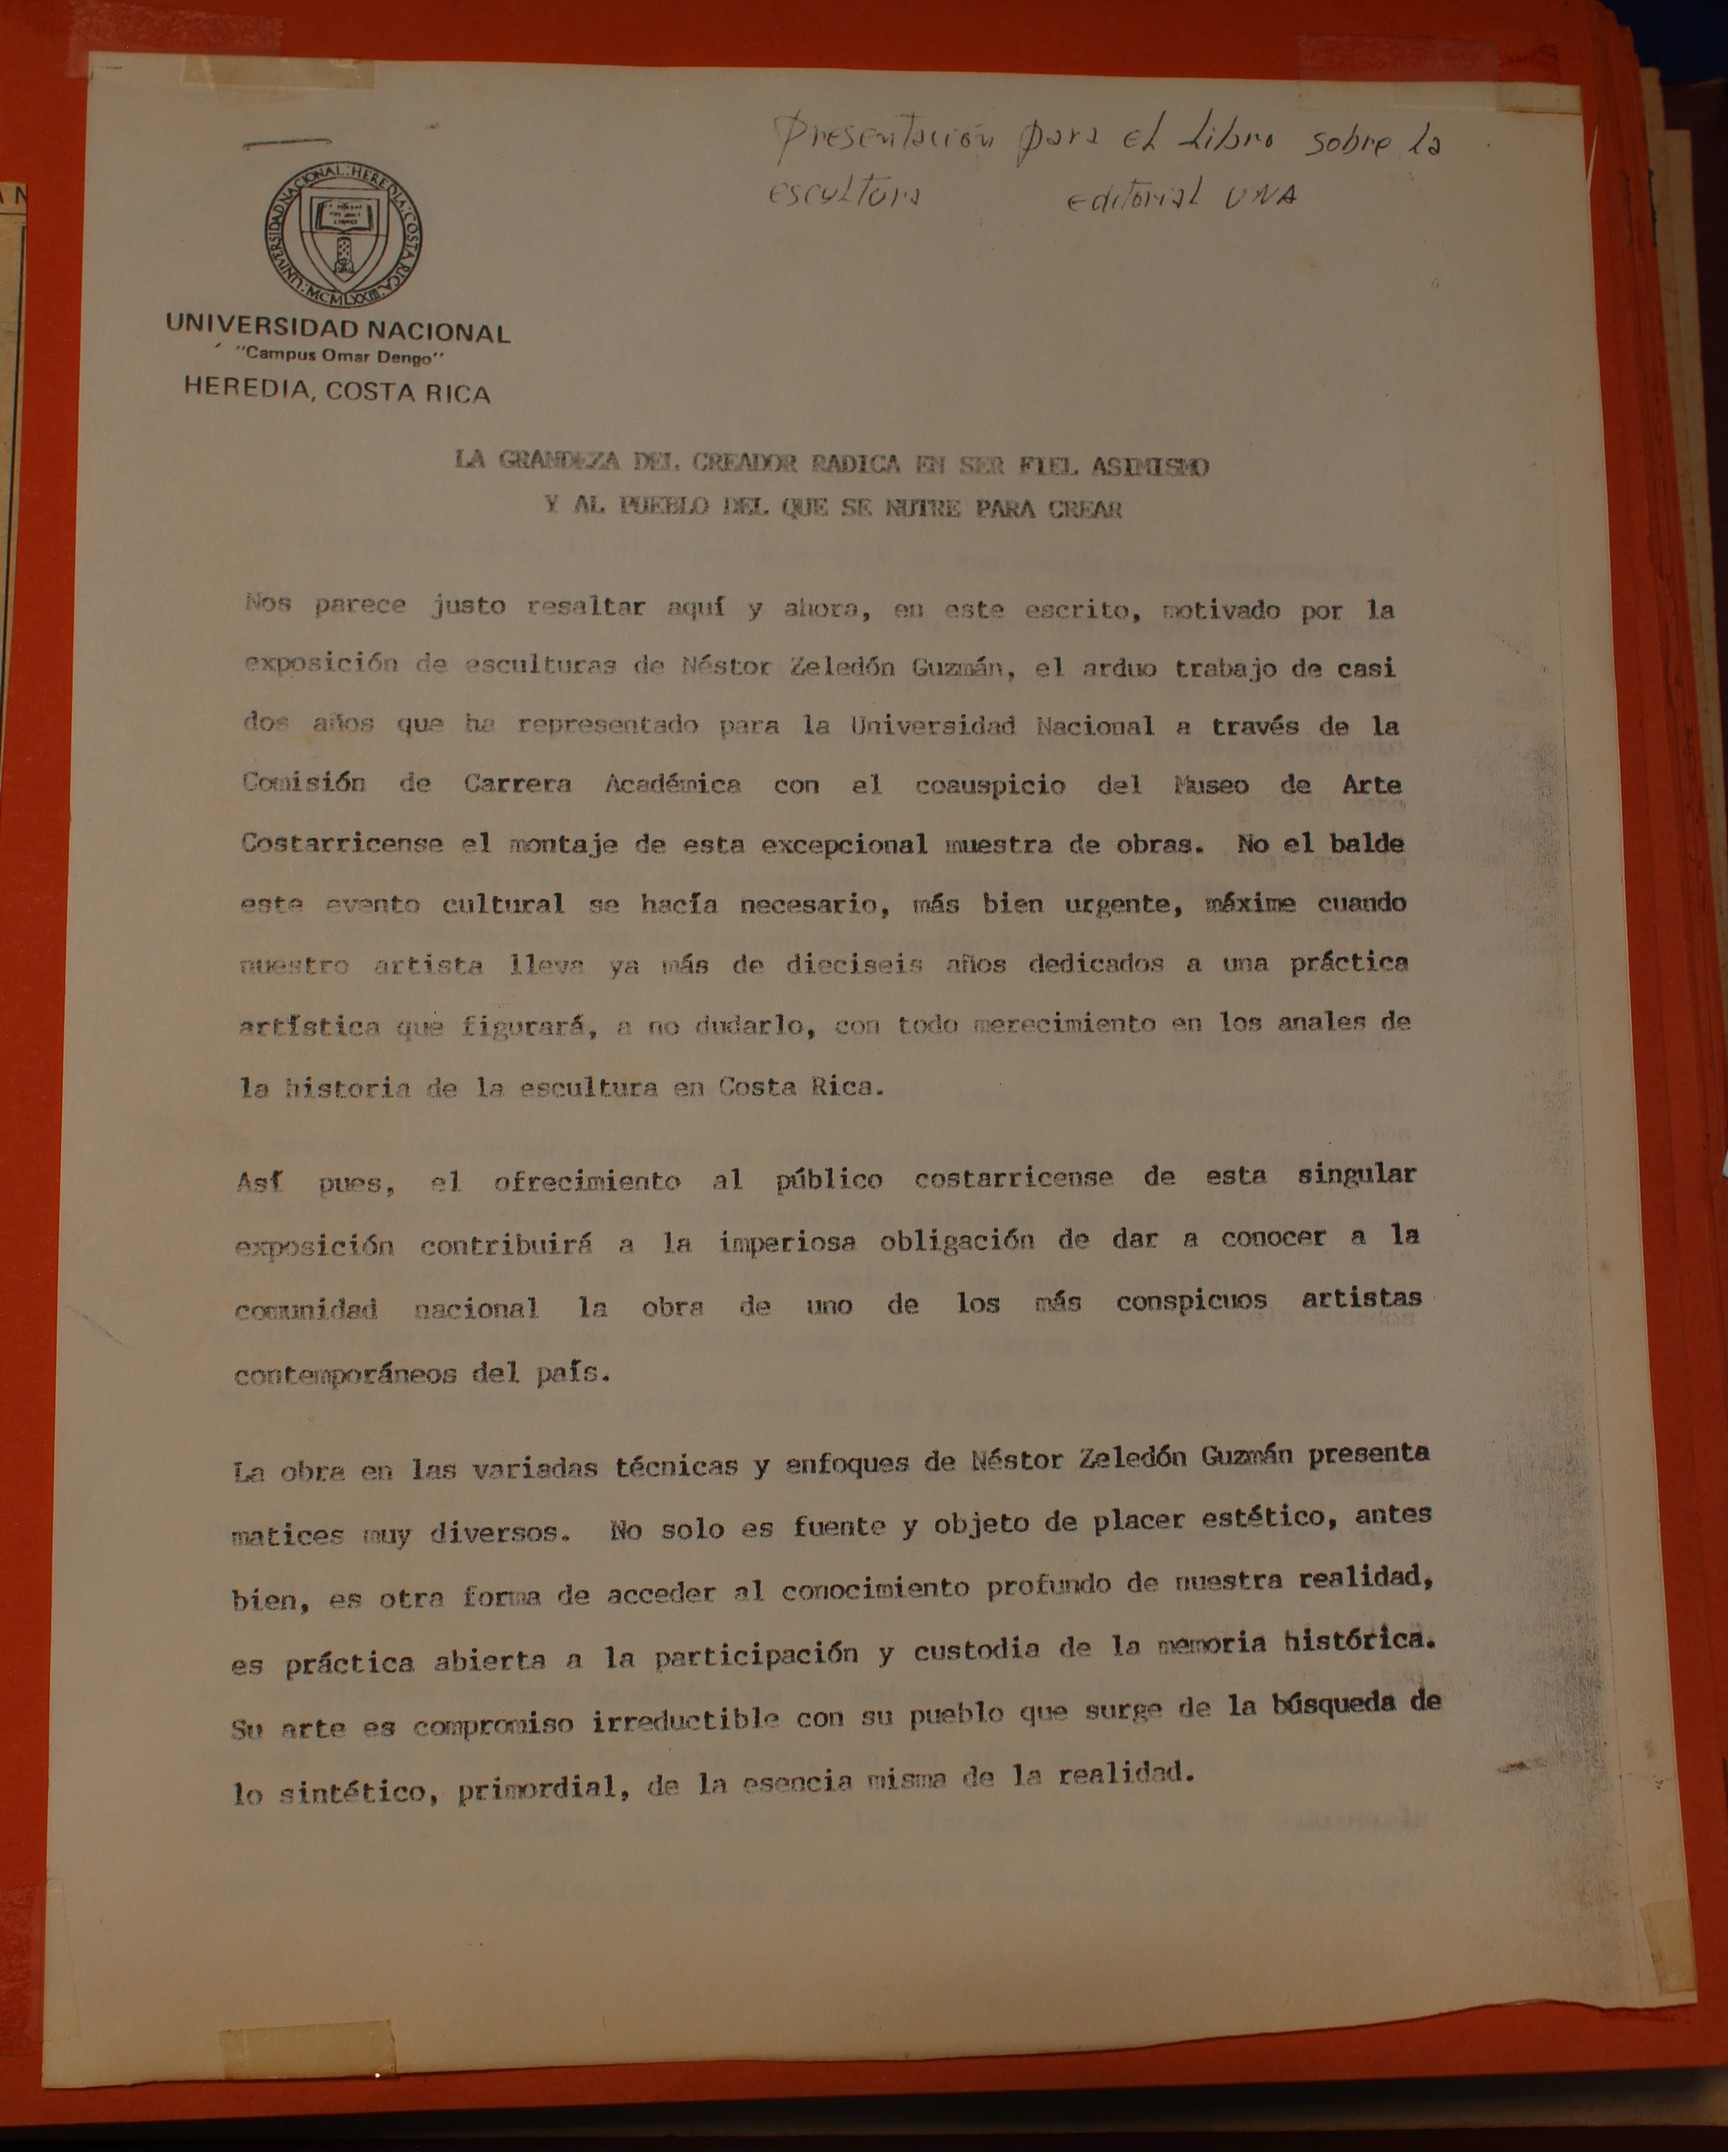 Presentación para el Libro sobre la
escultura editorial UNA
UNIVERSIDAD NACIONAL · HEREDIA · COSTA RICA · MCMLXXIII
UNIVERSIDAD NACIONAL
"Campus Omar Dengo"
HEREDIA, COSTA RICA
LA GRANDEZA DEL CREADOR RADICA EN SER FIEL ASIMISMO
Y AL PUEBLO DEL QUE SE NUTRE PARA CREAR
Nos parece justo resaltar aquí y ahora, en este escrito, motivado por la
exposición de esculturas de Néstor Zeledón Guzmán, el arduo trabajo de casi
dos años que ha representado para la Universidad Nacional a través de la
Comisión de Carrera Académica con el coauspicio del Museo de Arte
Costarricense el montaje de esta excepcional muestra de obras. No el balde
este evento cultural se hacía necesario, más bien urgente, máxime cuando
nuestro artista lleva ya más de dieciseis años dedicados a una práctica
artística que figurará, a no dudarlo, con todo merecimiento en los anales de
la historia de la escultura en Costa Rica.
Así pues, el ofrecimiento al público costarricense de esta singular
exposición contribuirá a la imperiosa obligación de dar a conocer a la
comunidad nacional la obra de uno de los más conspicuos artistas
contemporáneos del país.
La obra en las variadas técnicas y enfoques de Néstor Zeledón Guzmán presenta
matices muy diversos. No solo es fuente y objeto de placer estético, antes
bien, es otra forma de acceder al conocimiento profundo de nuestra realidad,
es práctica abierta a la participación y custodia de la memoria histórica.
Su arte es compromiso irreductible con su pueblo que surge de la búsqueda de
lo sintético, primordial, de la esencia misma de la realidad.